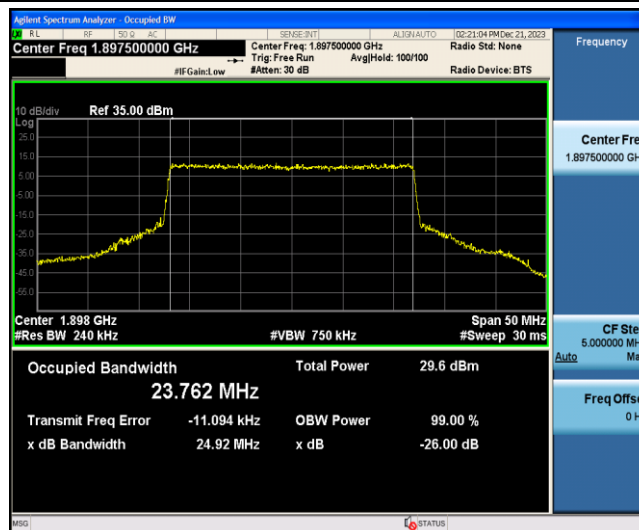 Agilent Spectrum Analyzer - Occupied BW
RL RF 50 Ω AC SENSE:INT ALIGN AUTO 02:21:04 PM Dec 21, 2023
Center Freq 1.897500000 GHz
Center Freq: 1.897500000 GHz Radio Std: None
Trig: Free Run Avg|Hold: 100/100
#IFGain:Low #Atten: 30 dB Radio Device: BTS
Frequency
10 dB/div Ref 35.00 dBm
Log
25.0
15.0
5.00
-5.00
-15.0
-25.0
-35.0
-45.0
-55.0
Center 1.898 GHz Span 50 MHz
#Res BW 240 kHz #VBW 750 kHz #Sweep 30 ms
Occupied Bandwidth Total Power 29.6 dBm
23.762 MHz
Transmit Freq Error -11.094 kHz OBW Power 99.00 %
x dB Bandwidth 24.92 MHz x dB -26.00 dB
Center Fre
1.897500000 GH
CF Ste
5.000000 MH
Auto Ma
Freq Offse
0 H
MSG STATUS